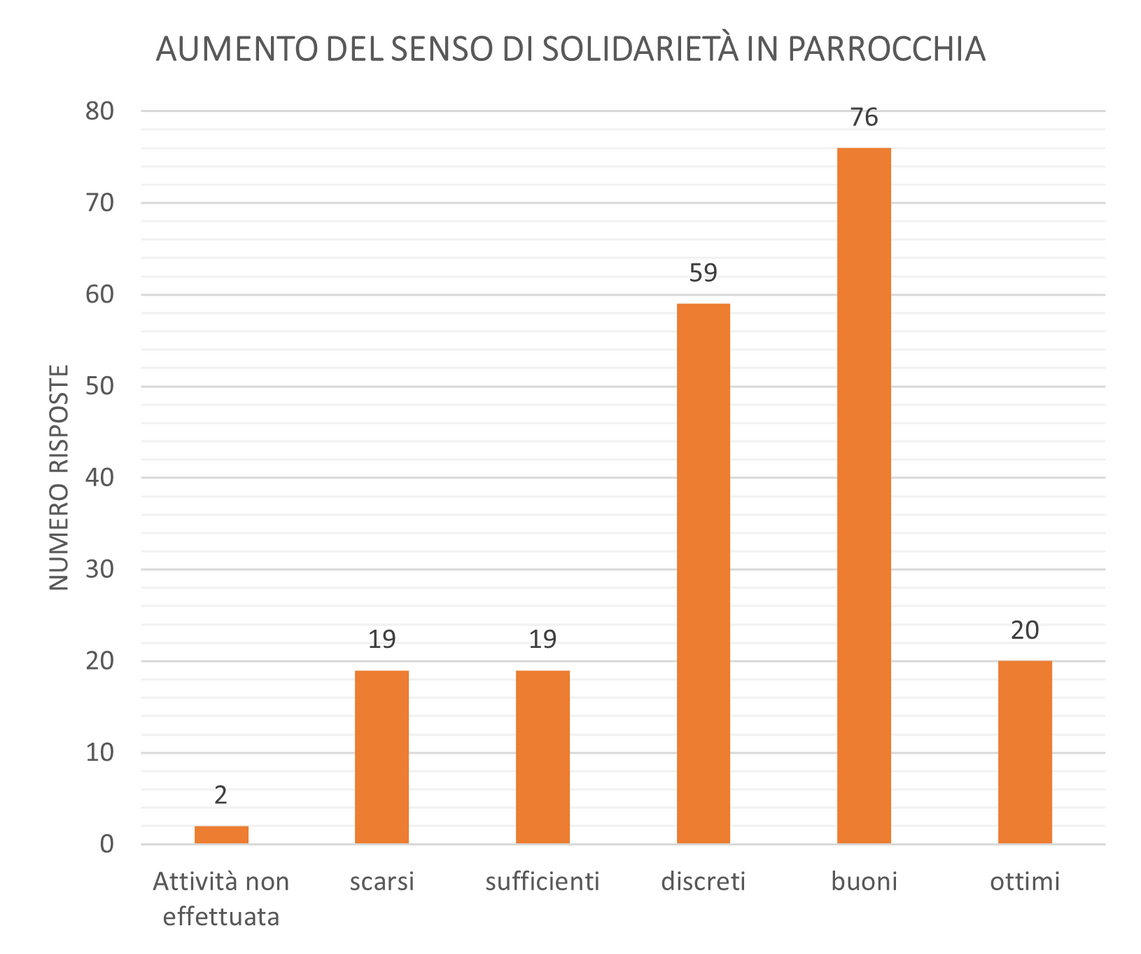 AUMENTO DEL SENSO DI SOLIDARIETÀ IN PARROCCHIA
NUMERO RISPOSTE
80
70
60
50
40
30
20
10
0
2
19
19
59
76
20
Attività non
effettuata
scarsi
sufficienti
discreti
buoni
ottimi